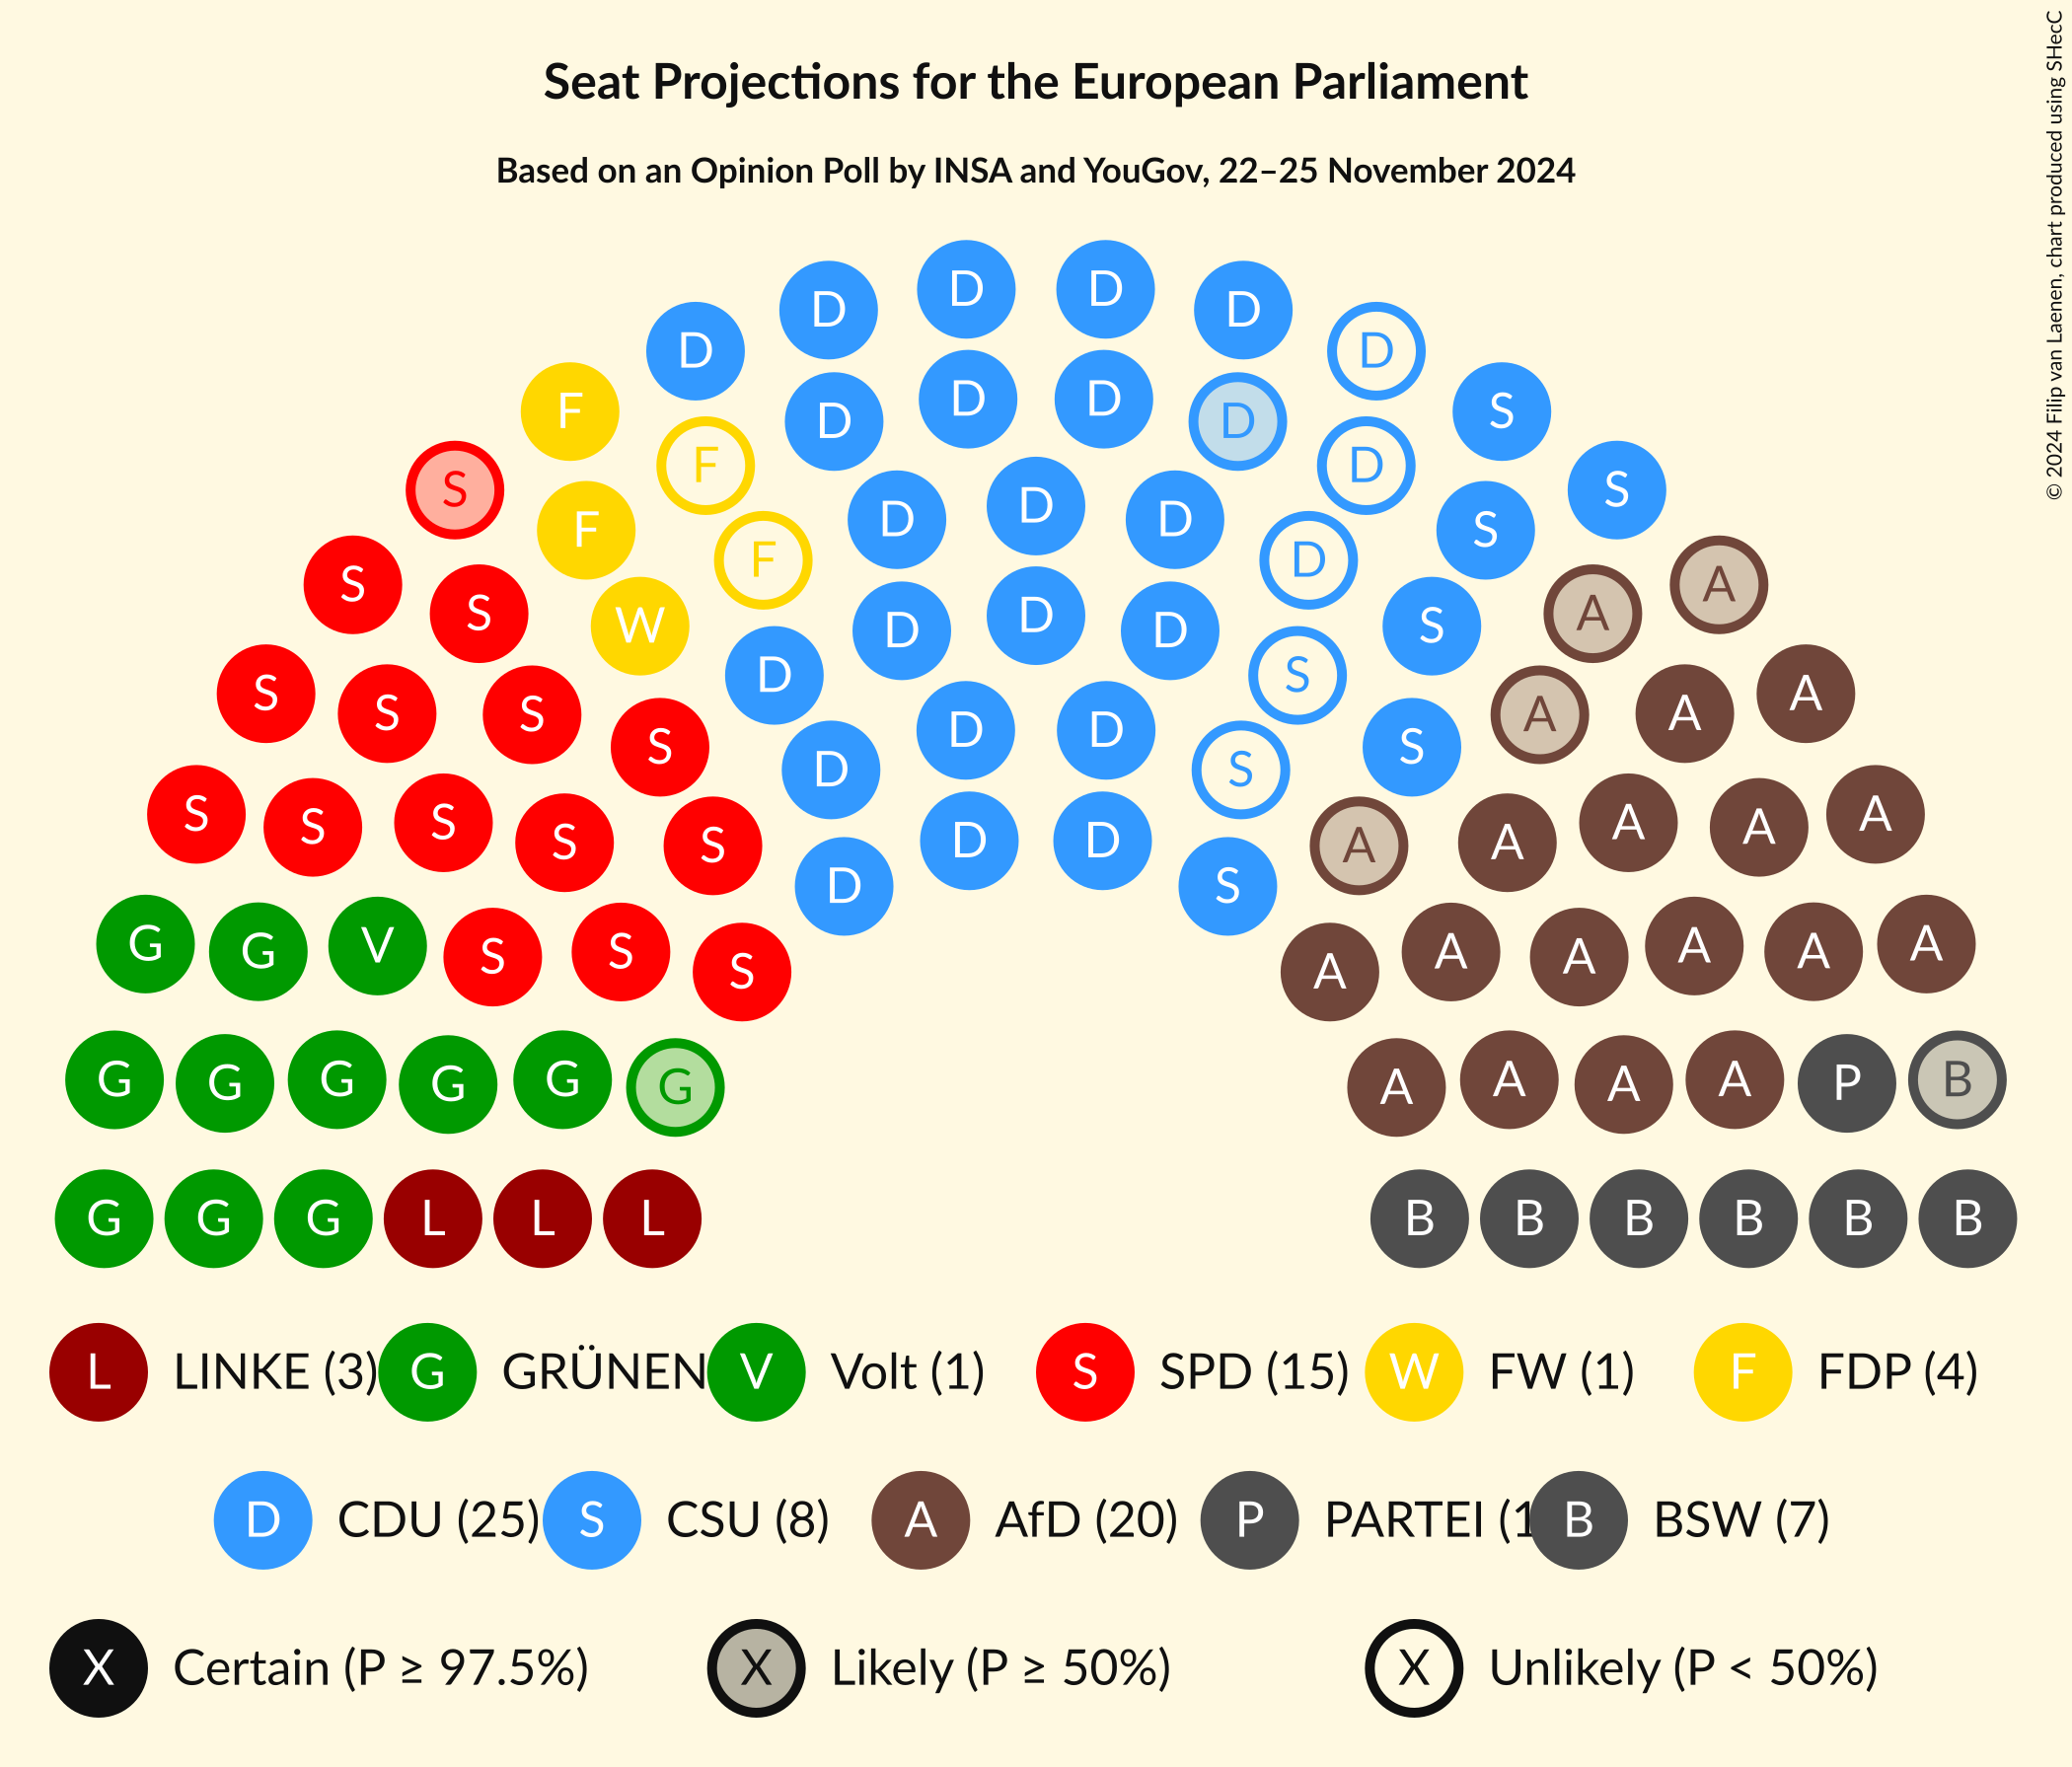 Seat Projections for the European Parliament
Based on an Opinion Poll by INSA and YouGov, 22–25 November 2024
© 2024 Filip van Laenen, chart produced using SHecC
D D
D D
D D
D D
F S
D D
F D
S S
D
D D
F S
F D
S A
S D A
W D D S
D S
S A
S S A A
D D
S S
D S
S A
S S A A
S S D D A A
D S
G G V A A A
S S A A
S A
G G G G G G A A A A P B
G G G L L L B B B B B B
L LINKE (3) G GRÜNEN V Volt (1) S SPD (15) W FW (1) F FDP (4)
D CDU (25) S CSU (8) A AfD (20) P PARTEI (1 B BSW (7)
X Certain (P ≥ 97.5%) X Likely (P ≥ 50%) X Unlikely (P < 50%)